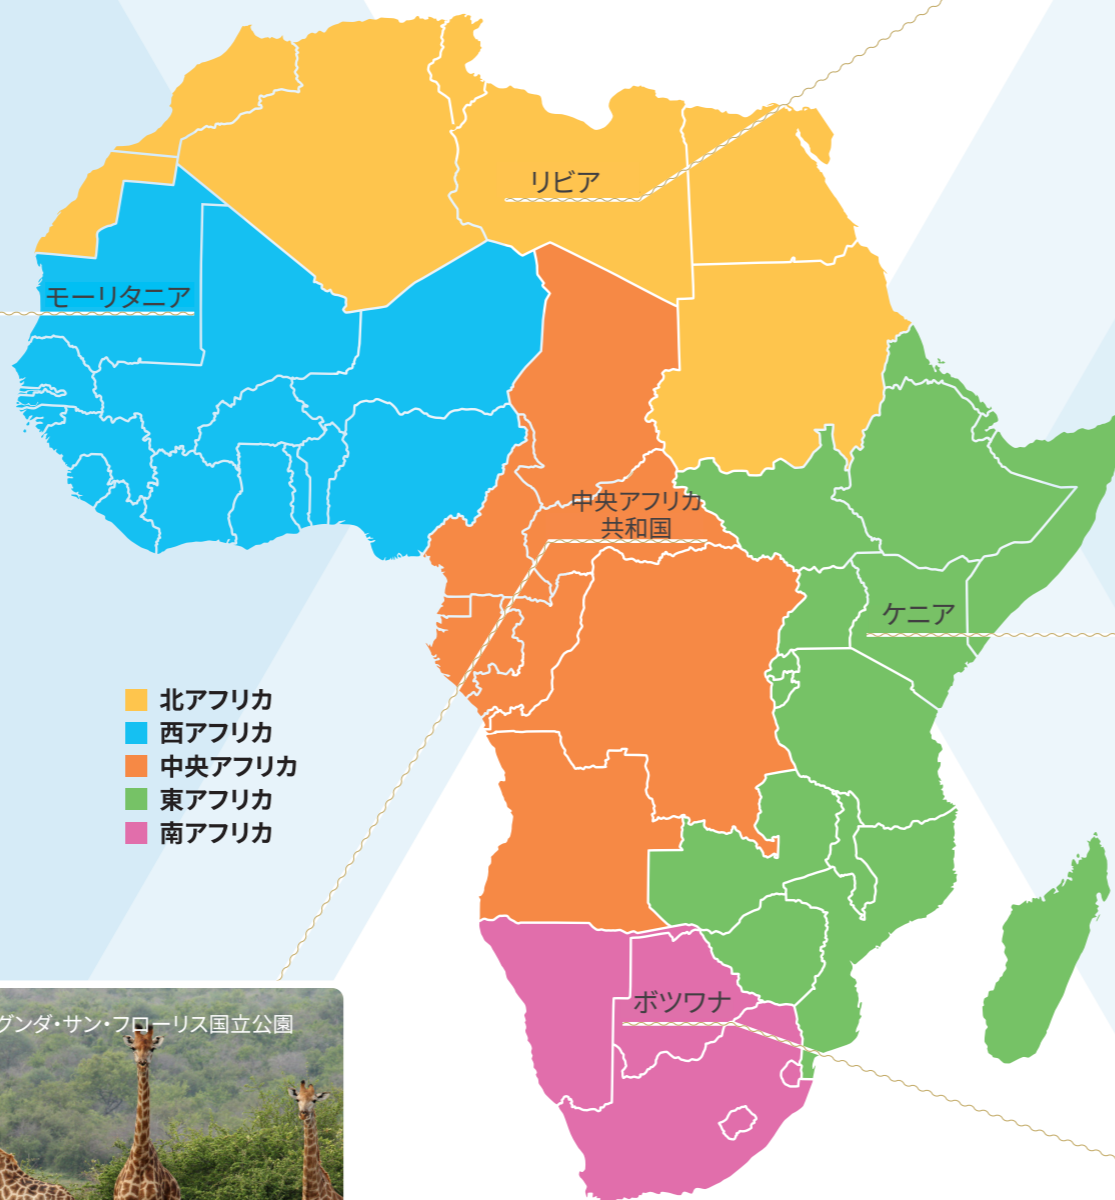 リビア
モーリタニア
中央アフリカ
共和国
ケニア
北アフリカ
西アフリカ
中央アフリカ
東アフリカ
南アフリカ
ボツワナ
グンダ・サン・フローリス国立公園